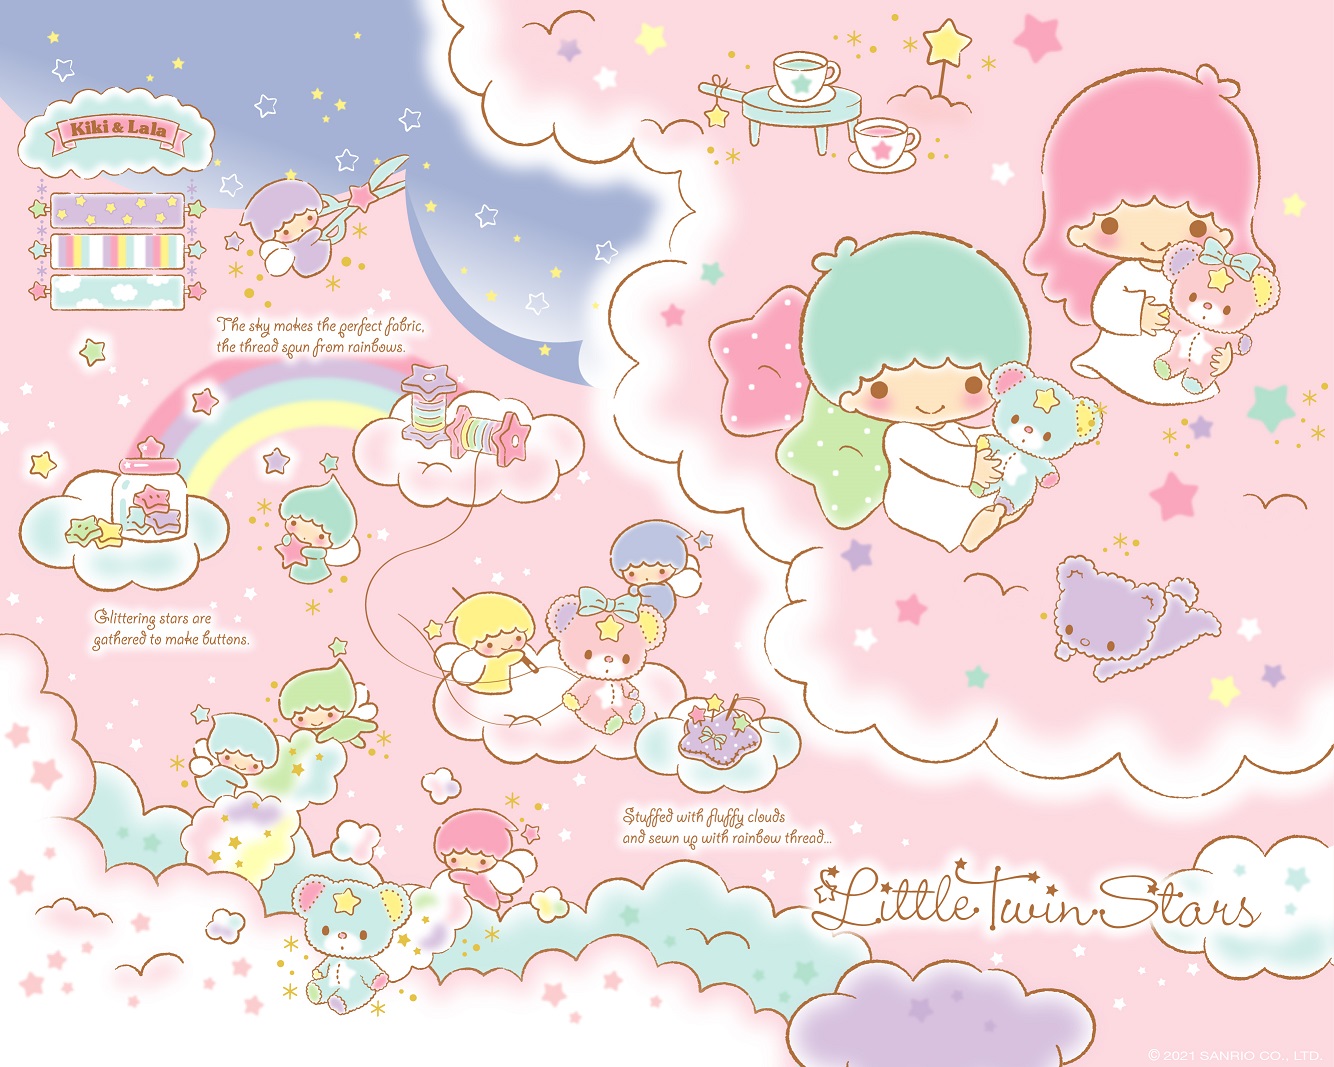 Kiki & Lala
The sky makes the perfect fabric,
the thread spun from rainbows.
Glittering stars are
gathered to make buttons.
Stuffed with fluffy clouds
and sewn up with rainbow thread...
Little Twin Stars
© 2021 SANRIO CO., LTD.